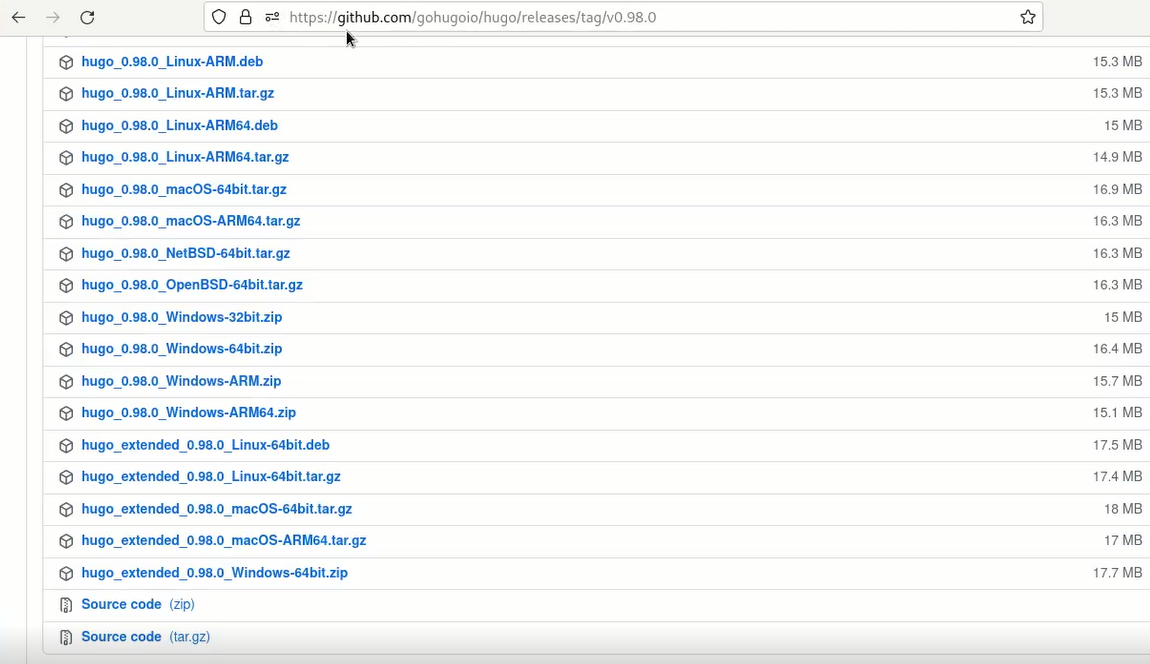 https://github.com/gohugoio/hugo/releases/tag/v0.98.0
hugo_0.98.0_Linux-ARM.deb 15.3 MB
hugo_0.98.0_Linux-ARM.tar.gz 15.3 MB
hugo_0.98.0_Linux-ARM64.deb 15 MB
hugo_0.98.0_Linux-ARM64.tar.gz 14.9 MB
hugo_0.98.0_macOS-64bit.tar.gz 16.9 MB
hugo_0.98.0_macOS-ARM64.tar.gz 16.3 MB
hugo_0.98.0_NetBSD-64bit.tar.gz 16.3 MB
hugo_0.98.0_OpenBSD-64bit.tar.gz 16.3 MB
hugo_0.98.0_Windows-32bit.zip 15 MB
hugo_0.98.0_Windows-64bit.zip 16.4 MB
hugo_0.98.0_Windows-ARM.zip 15.7 MB
hugo_0.98.0_Windows-ARM64.zip 15.1 MB
hugo_extended_0.98.0_Linux-64bit.deb 17.5 MB
hugo_extended_0.98.0_Linux-64bit.tar.gz 17.4 MB
hugo_extended_0.98.0_macOS-64bit.tar.gz 18 MB
hugo_extended_0.98.0_macOS-ARM64.tar.gz 17 MB
hugo_extended_0.98.0_Windows-64bit.zip 17.7 MB
Source code (zip)
Source code (tar.gz)